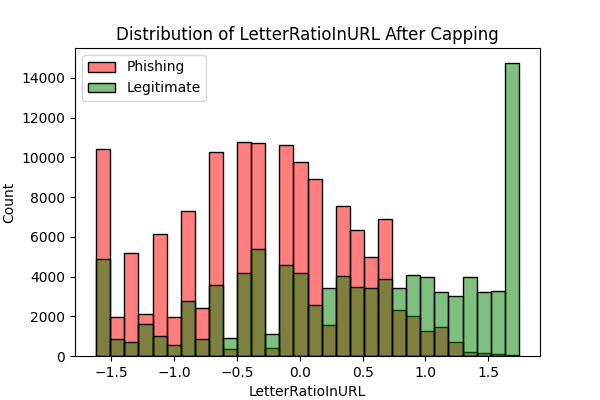 Distribution of LetterRatioInURL After Capping
Phishing
Legitimate
14000
12000
10000
8000
6000
4000
2000
0
Count
−1.5 −1.0 −0.5 0.0 0.5 1.0 1.5
LetterRatioInURL